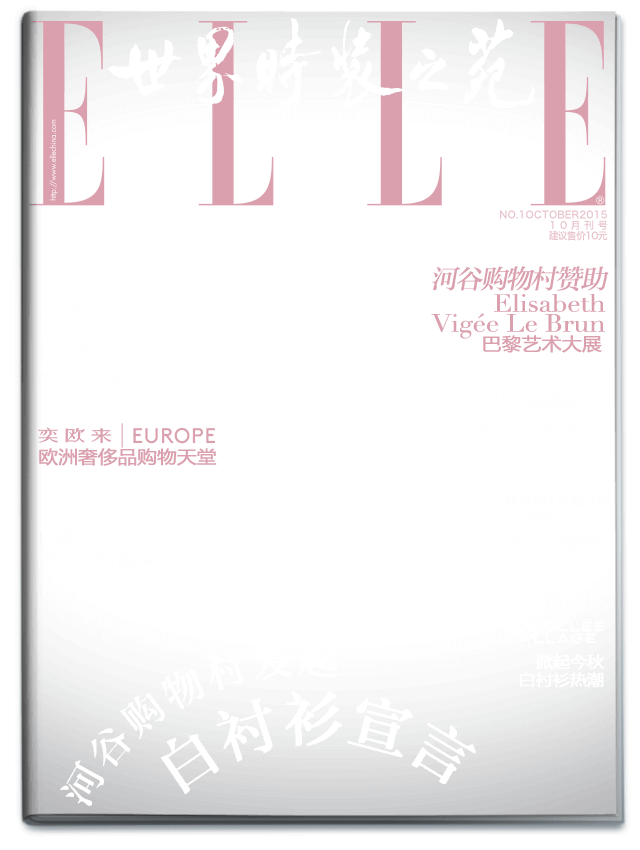 ELLE
世界時裝之苑
http://www.ellechina.com
®
NO.1OCTOBER2015
10月刊号
建议售价10元
河谷购物村赞助
Elisabeth
Vigée Le Brun
巴黎艺术大展
奕欧来|EUROPE
欧洲奢侈品购物天堂
掀起今秋
白衬衫热潮
河谷购物村发起
白衬衫宣言